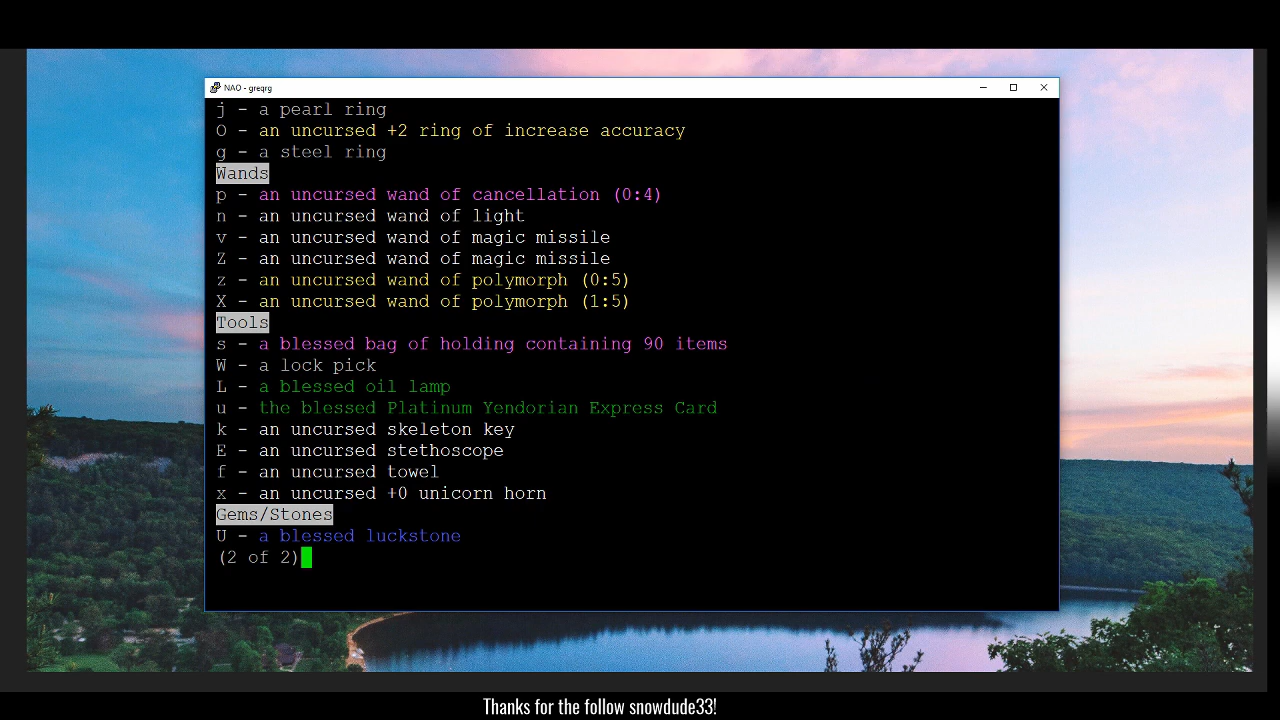 NAO - greqrg
j - a pearl ring
O - an uncursed +2 ring of increase accuracy
g - a steel ring
Wands
p - an uncursed wand of cancellation (0:4)
n - an uncursed wand of light
v - an uncursed wand of magic missile
Z - an uncursed wand of magic missile
z - an uncursed wand of polymorph (0:5)
X - an uncursed wand of polymorph (1:5)
Tools
s - a blessed bag of holding containing 90 items
W - a lock pick
L - a blessed oil lamp
u - the blessed Platinum Yendorian Express Card
k - an uncursed skeleton key
E - an uncursed stethoscope
f - an uncursed towel
x - an uncursed +0 unicorn horn
Gems/Stones
U - a blessed luckstone
(2 of 2)
Thanks for the follow snowdude33!